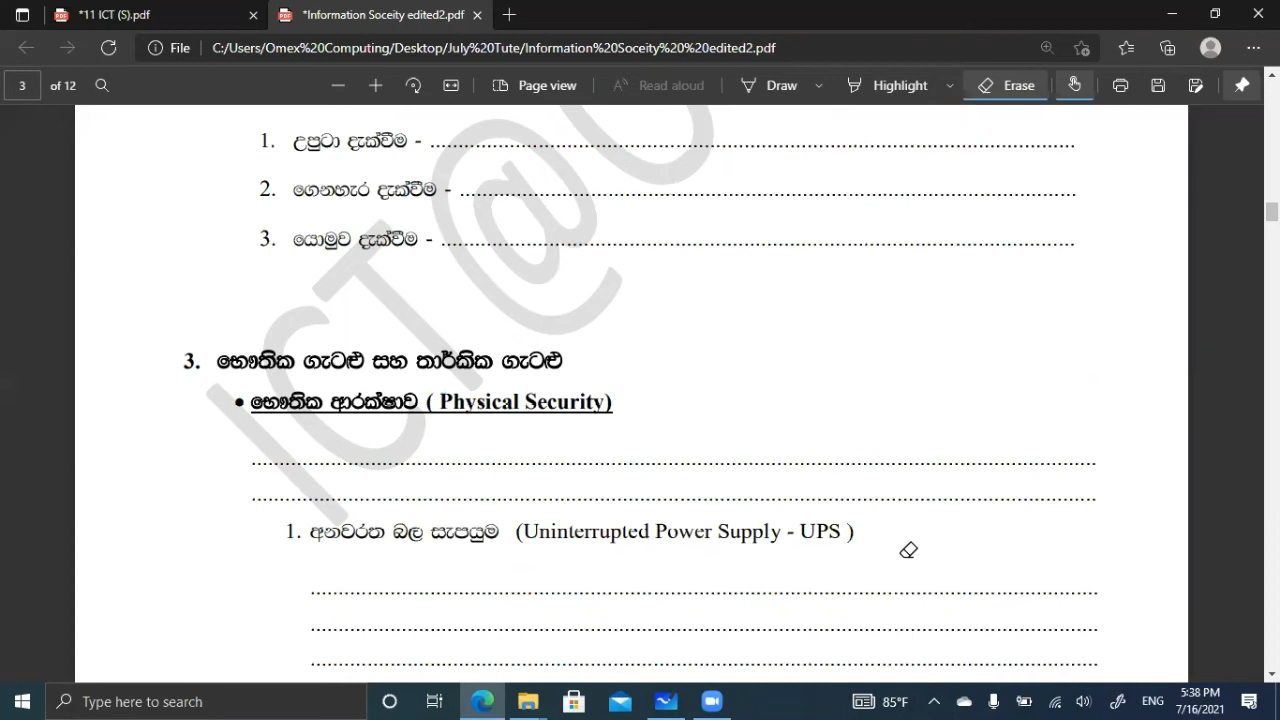 *11 ICT (S).pdf
*Information Soceity edited2.pdf
File
C:/Users/Omex%20Computing/Desktop/July%20Tute/Information%20Soceity%20%20edited2.pdf
3 of 12
Page view
Read aloud
Draw
Highlight
Erase
1. උපුටා දැක්වීම - ....................
2. ගෙනහැර දැක්වීම - ....................
3. යොමුව දැක්වීම - ....................
ICT@
3. භෞතික ගැටළු සහ තාර්කික ගැටළු
• භෞතික ආරක්ෂාව ( Physical Security)
1. අනවරත බල සැපයුම (Uninterrupted Power Supply - UPS )
Type here to search
85°F
ENG
5:38 PM
7/16/2021